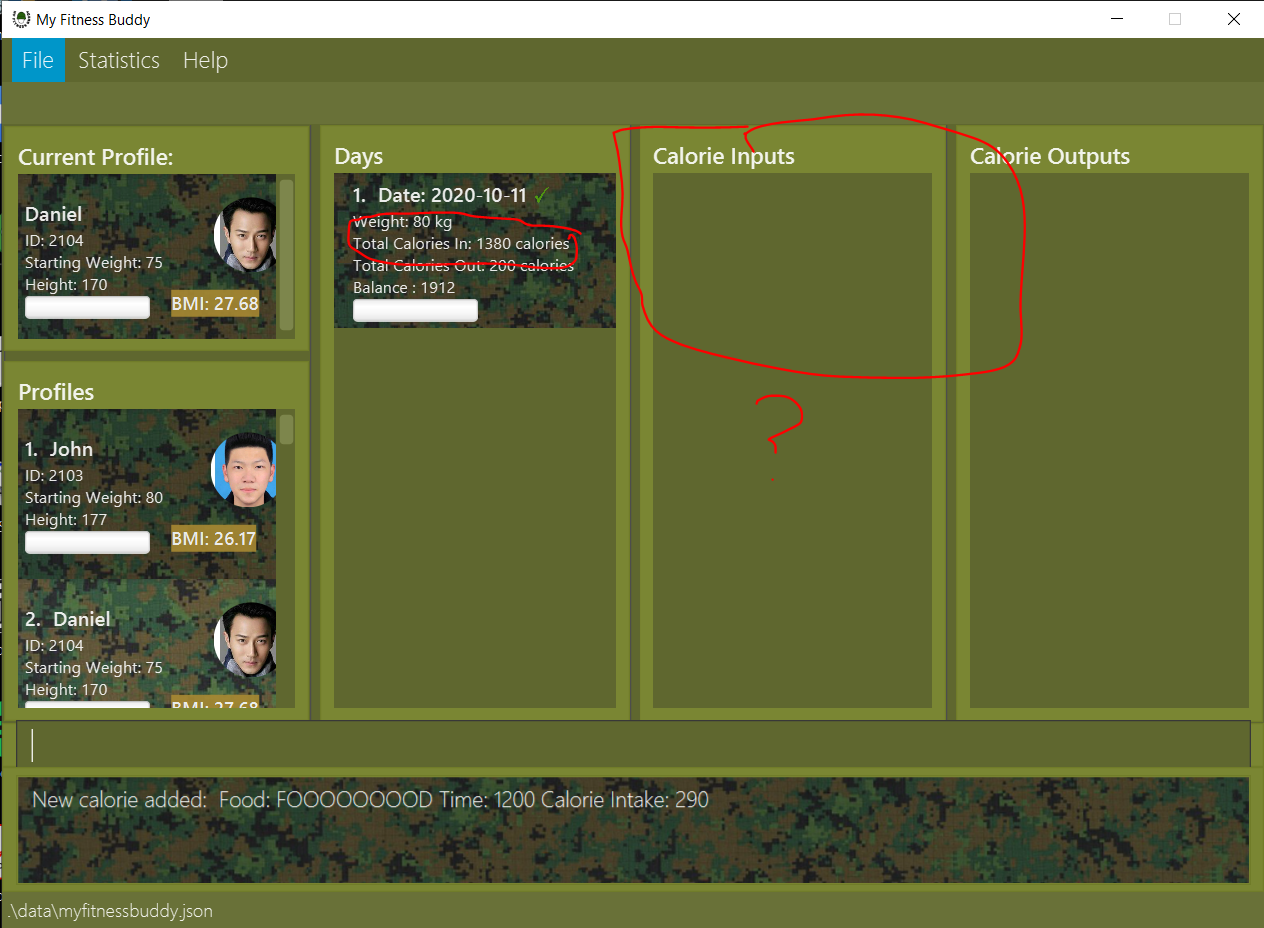 My Fitness Buddy
File Statistics Help
Current Profile:
Daniel
ID: 2104
Starting Weight: 75
Height: 170
BMI: 27.68
Profiles
1. John
ID: 2103
Starting Weight: 80
Height: 177
BMI: 26.17
2. Daniel
ID: 2104
Starting Weight: 75
Height: 170
BMI: 27.68
Days
1. Date: 2020-10-11 ✓
Weight: 80 kg
Total Calories In: 1380 calories
Total Calories Out: 200 calories
Balance : 1912
Calorie Inputs
?
Calorie Outputs
New calorie added: Food: FOOOOOOOOD Time: 1200 Calorie Intake: 290
.\data\myfitnessbuddy.json